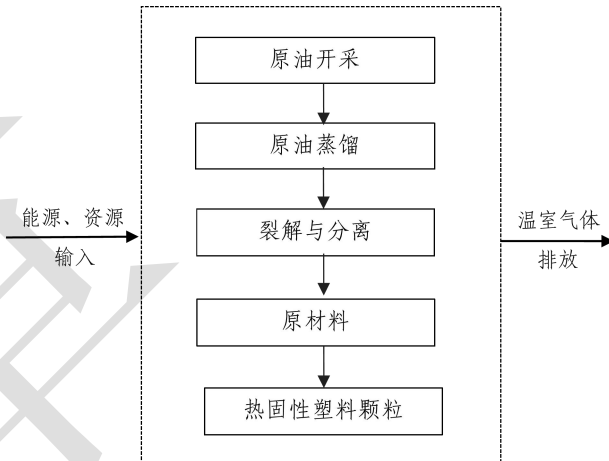 原油开采
原油蒸馏
能源、资源
输入
裂解与分离
温室气体
排放
原材料
热固性塑料颗粒